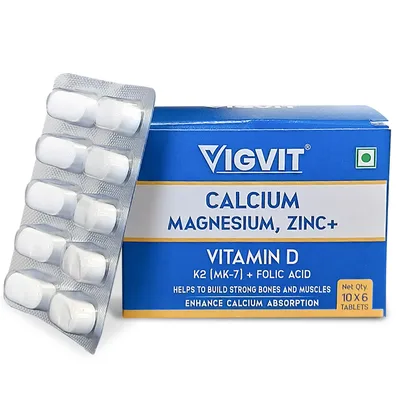 VIGVIT®
CALCIUM
MAGNESIUM, ZINC+
VITAMIN D
K2 (MK-7) + FOLIC ACID
HELPS TO BUILD STRONG BONES AND MUSCLES
ENHANCE CALCIUM ABSORPTION
Net Qty.
10 X 6
TABLETS